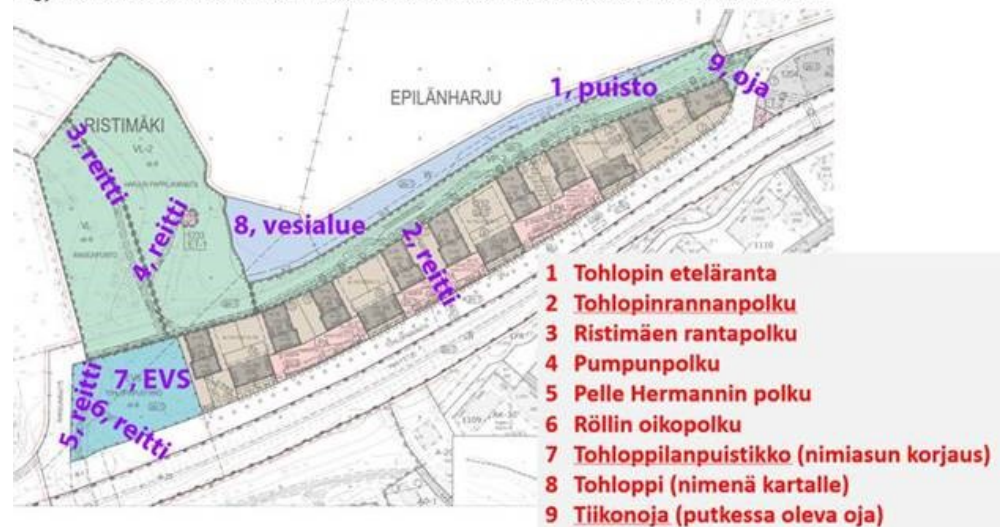 EPILÄNHARJU
RISTIMÄKI
VL-2
1, puisto
9, oja
3, reitti
4, reitti
8, vesialue
2, reitti
7, EVS
5, reitti
6, reitti
1 Tohlopin eteläranta
2 Tohlopinrannanpolku
3 Ristimäen rantapolku
4 Pumpunpolku
5 Pelle Hermannin polku
6 Röllin oikopolku
7 Tohloppilanpuistikko (nimiasun korjaus)
8 Tohloppi (nimenä kartalle)
9 Tiikonoja (putkessa oleva oja)